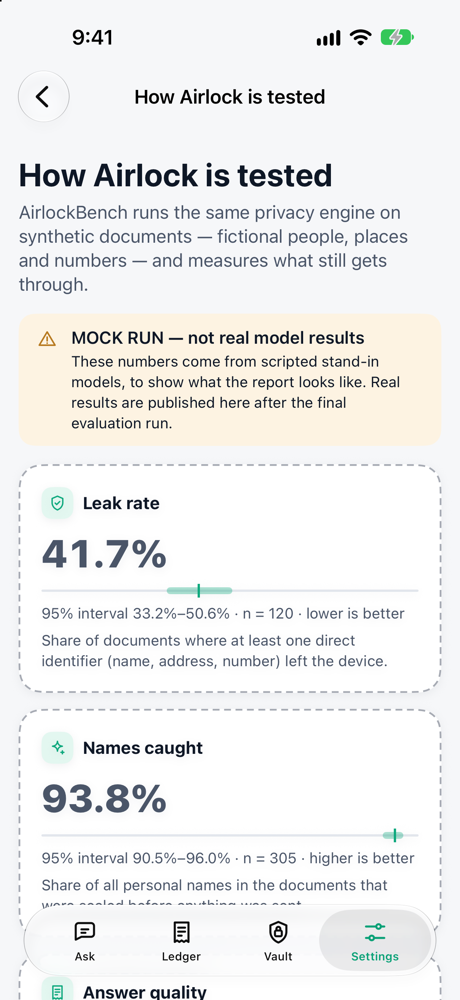 9:41
How Airlock is tested
How Airlock is tested
AirlockBench runs the same privacy engine on
synthetic documents — fictional people, places
and numbers — and measures what still gets
through.
MOCK RUN — not real model results
These numbers come from scripted stand-in
models, to show what the report looks like. Real
results are published here after the final
evaluation run.
Leak rate
41.7%
95% interval 33.2%–50.6% · n = 120 · lower is better
Share of documents where at least one direct
identifier (name, address, number) left the device.
Names caught
93.8%
95% interval 90.5%–96.0% · n = 305 · higher is better
Share of all personal names in the documents that
Ask
Ledger
Vault
Settings
Answer quality